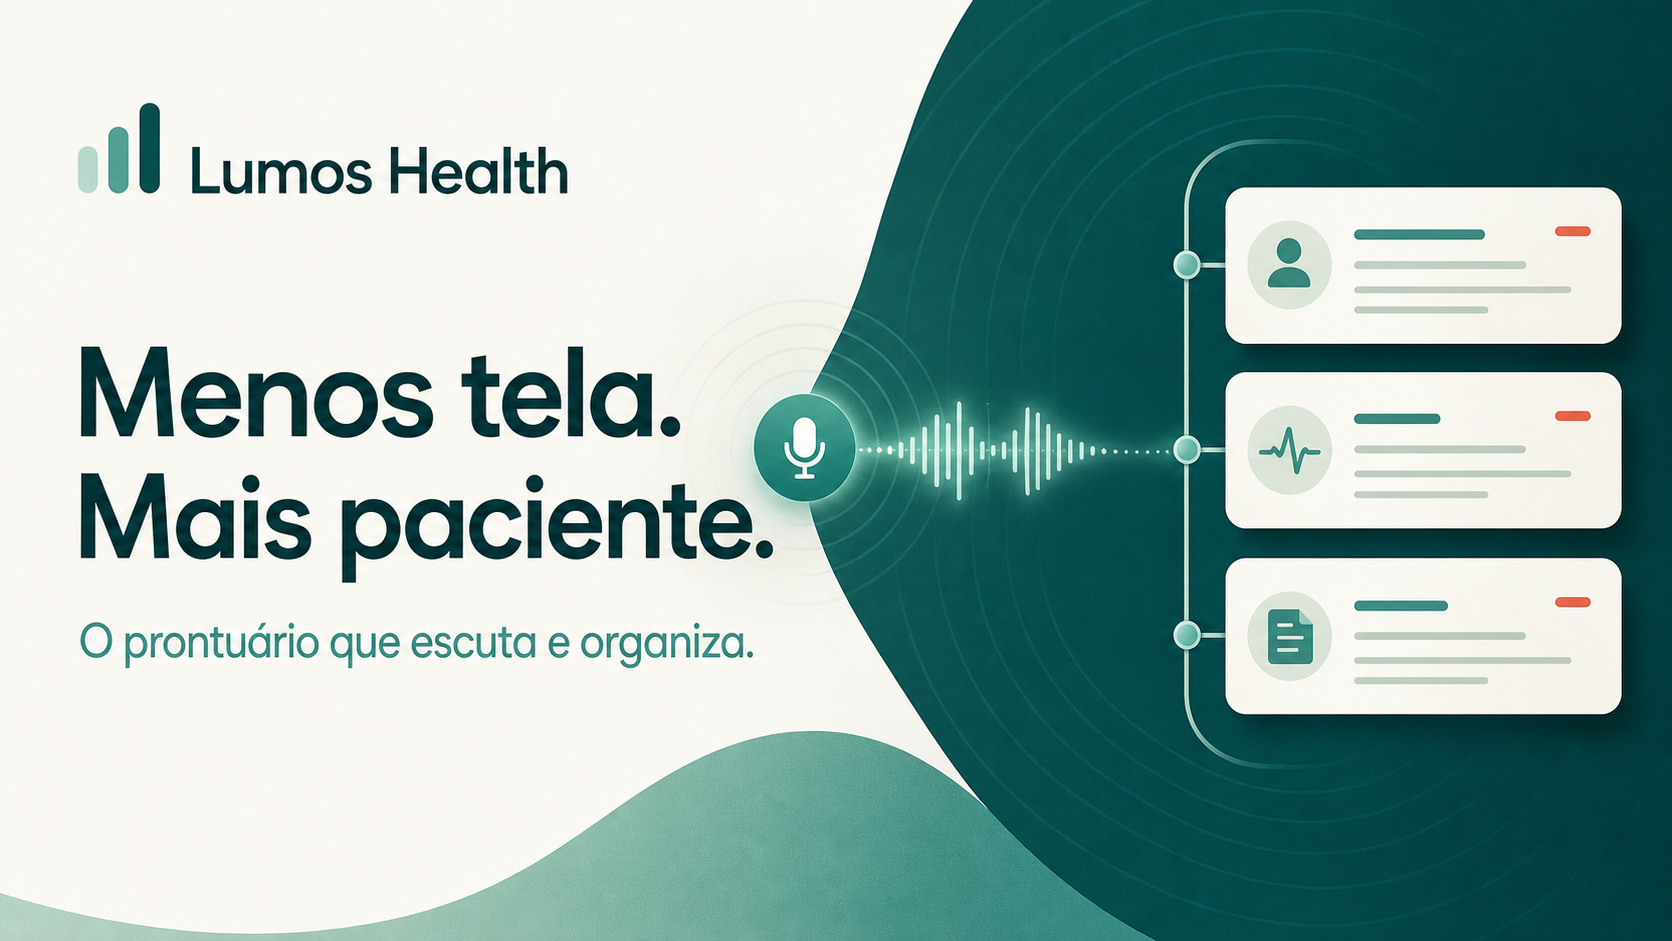 Lumos Health
Menos tela.
Mais paciente.
O prontuário que escuta e organiza.